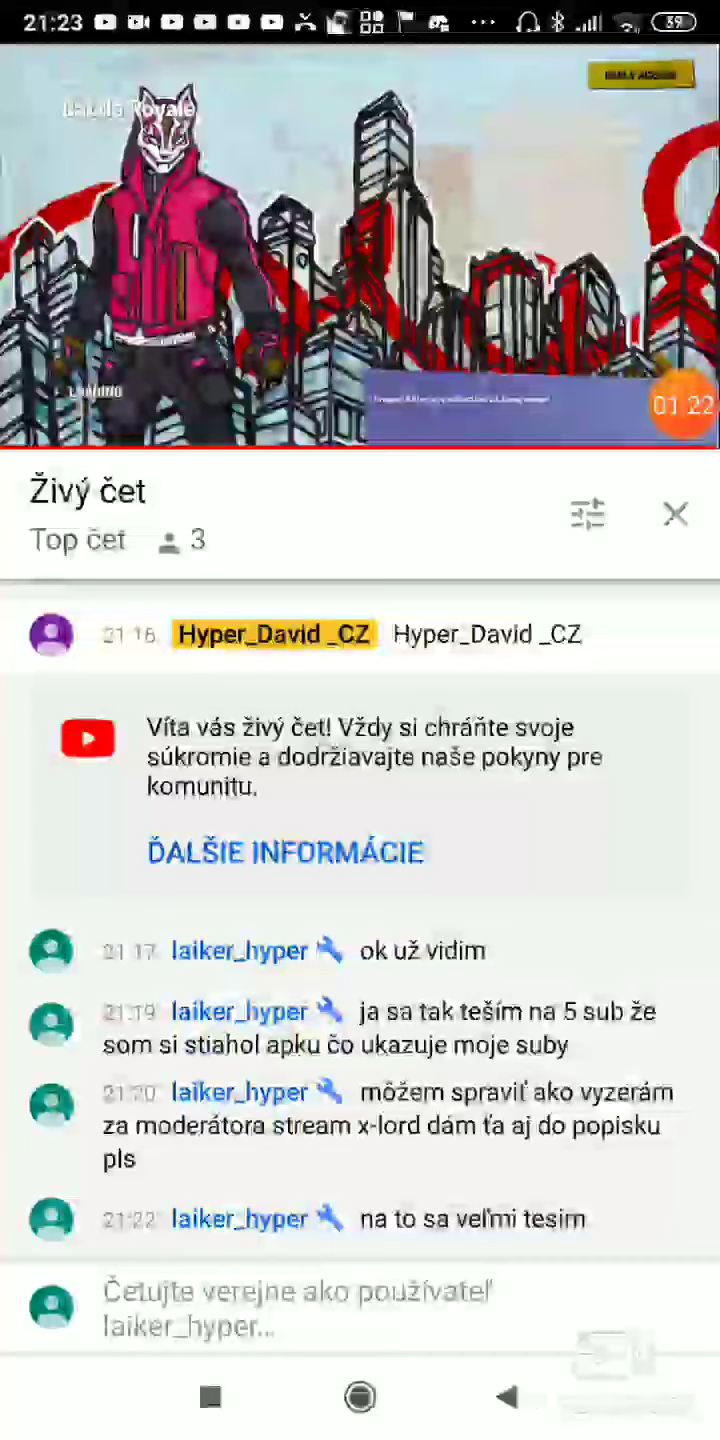 21:23
59
Royale
LOADING
01:22
Živý čet
Top čet 3
21:16 Hyper_David _CZ Hyper_David _CZ
Víta vás živý čet! Vždy si chráňte svoje
súkromie a dodržiavajte naše pokyny pre
komunitu.
ĎALŠIE INFORMÁCIE
21:17 laiker_hyper ok už vidim
21:19 laiker_hyper ja sa tak teším na 5 sub že
som si stiahol apku čo ukazuje moje suby
21:20 laiker_hyper môžem spraviť ako vyzerám
za moderátora stream x-lord dám ťa aj do popisku
pls
21:22 laiker_hyper na to sa veľmi tesim
Četujte verejne ako používateľ
laiker_hyper...